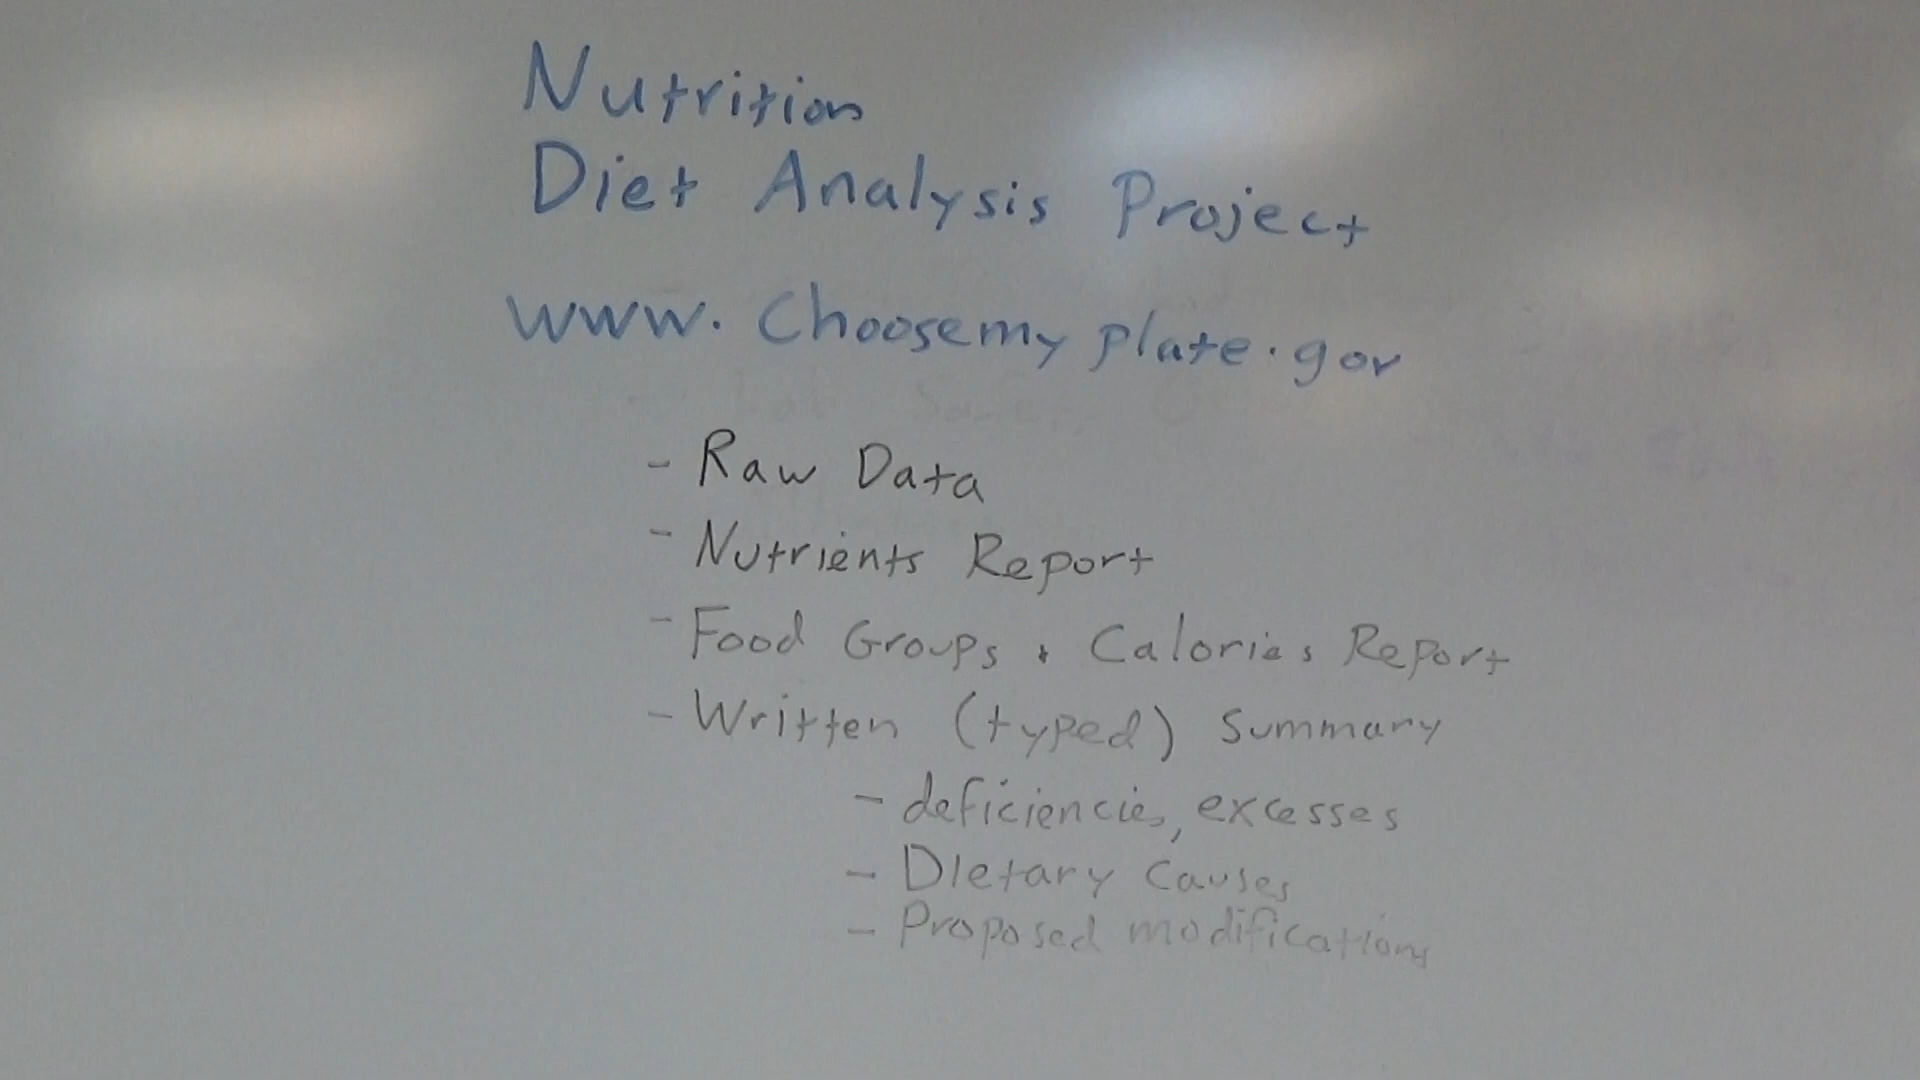 Nutrition
Diet Analysis Project
www.Choosemyplate.gov
- Raw Data
- Nutrients Report
- Food Groups + Calories Report
- Written (typed) Summary
- deficiencies, excesses
- Dietary Causes
- Proposed modifications